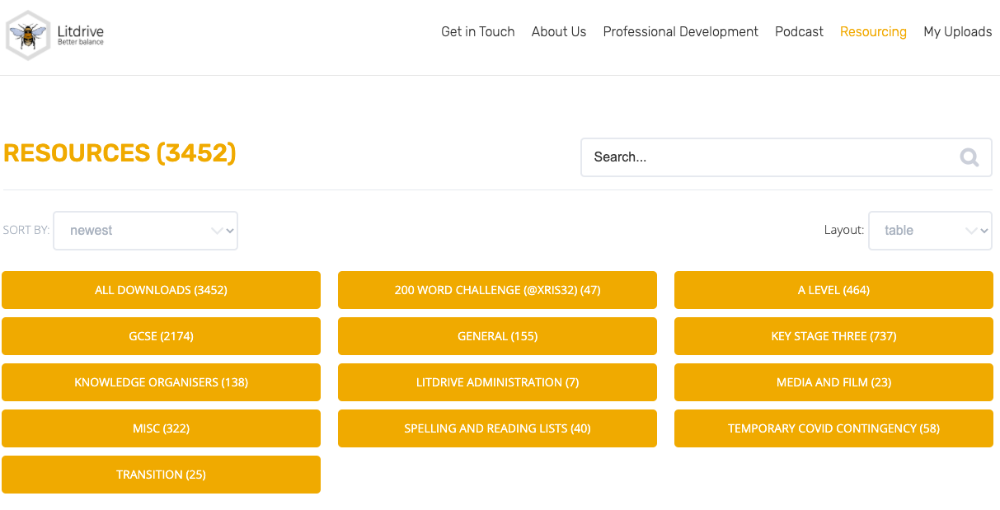 Litdrive
Better balance
Get in Touch About Us Professional Development Podcast Resourcing My Uploads
RESOURCES (3452)
Search...
SORT BY: newest
Layout: table
ALL DOWNLOADS (3452)
200 WORD CHALLENGE (@XRIS32) (47)
A LEVEL (464)
GCSE (2174)
GENERAL (155)
KEY STAGE THREE (737)
KNOWLEDGE ORGANISERS (138)
LITDRIVE ADMINISTRATION (7)
MEDIA AND FILM (23)
MISC (322)
SPELLING AND READING LISTS (40)
TEMPORARY COVID CONTINGENCY (58)
TRANSITION (25)